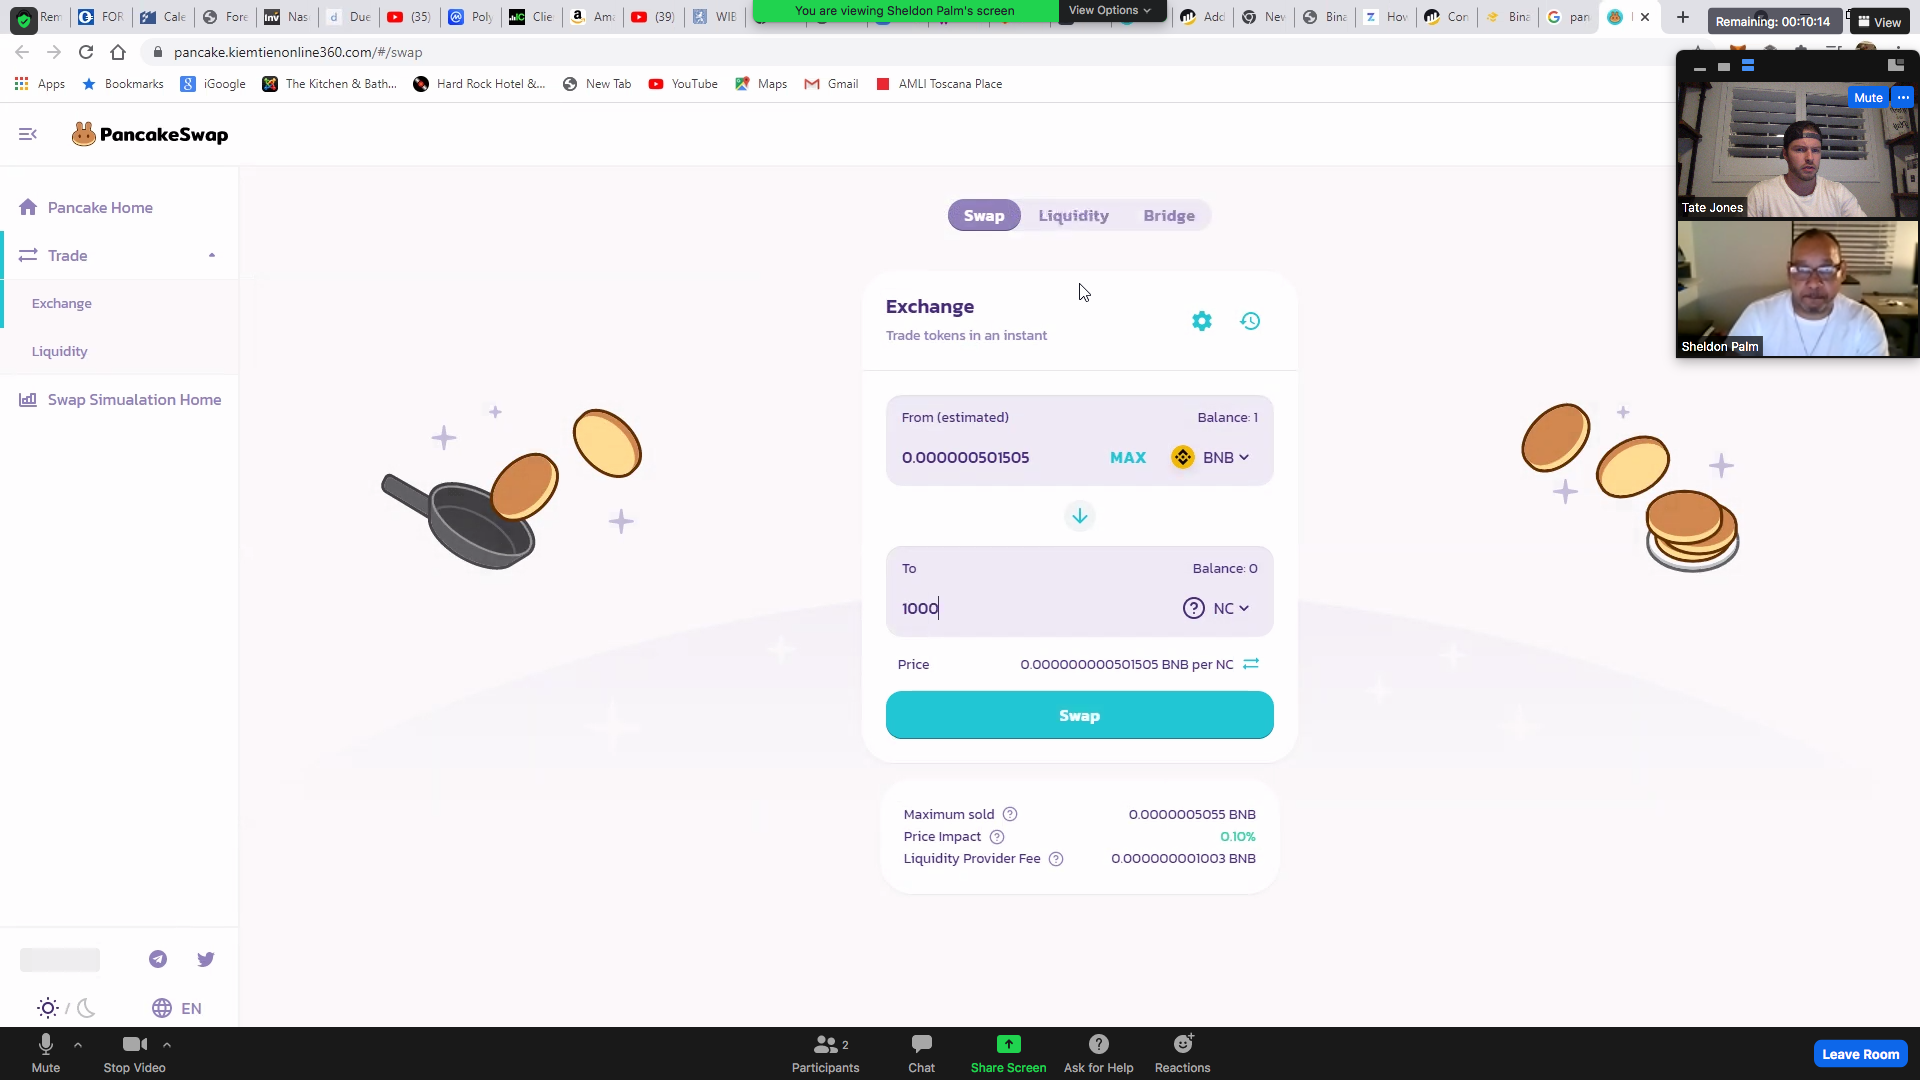 Rem
FOR
Cale
Fore
Nas
Due
(35)
Poly
Clie
Ama
(39)
WIE
You are viewing Sheldon Palm's screen
View Options
Add
Nev
Bina
Hov
Con
Bina
pan
Remaining: 00:10:14
View
pancake.kiemtienonline360.com/#/swap
Apps
Bookmarks
iGoogle
The Kitchen & Bath...
Hard Rock Hotel &...
New Tab
YouTube
Maps
Gmail
AMLI Toscana Place
Mute
Tate Jones
Sheldon Palm
PancakeSwap
Pancake Home
Trade
Exchange
Liquidity
Swap Simualation Home
EN
Swap
Liquidity
Bridge
Exchange
Trade tokens in an instant
From (estimated)
Balance: 1
0.000000501505
MAX
BNB
To
Balance: 0
1000
NC
Price
0.000000000501505 BNB per NC
Swap
Maximum sold
0.0000005055 BNB
Price Impact
0.10%
Liquidity Provider Fee
0.000000001003 BNB
Mute
Stop Video
Participants
2
Chat
Share Screen
Ask for Help
Reactions
Leave Room